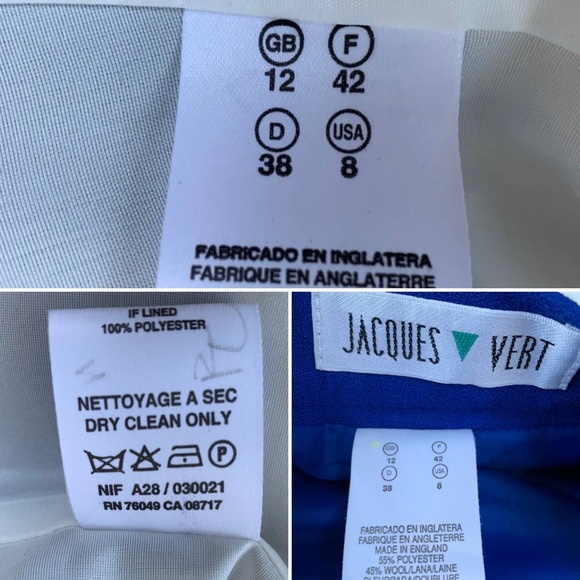 GB F
12 42
D USA
38 8
FABRICADO EN INGLATERA
FABRIQUE EN ANGLATERRE
IF LINED
100% POLYESTER
NETTOYAGE A SEC
DRY CLEAN ONLY
P
NIF A28 / 030021
RN 76049 CA 08717
JACQUES VERT
GB F
12 42
D USA
38 8
FABRICADO EN INGLATERA
FABRIQUE EN ANGLETERRE
MADE IN ENGLAND
55% POLYESTER
45% WOOL/LANA/LAINE